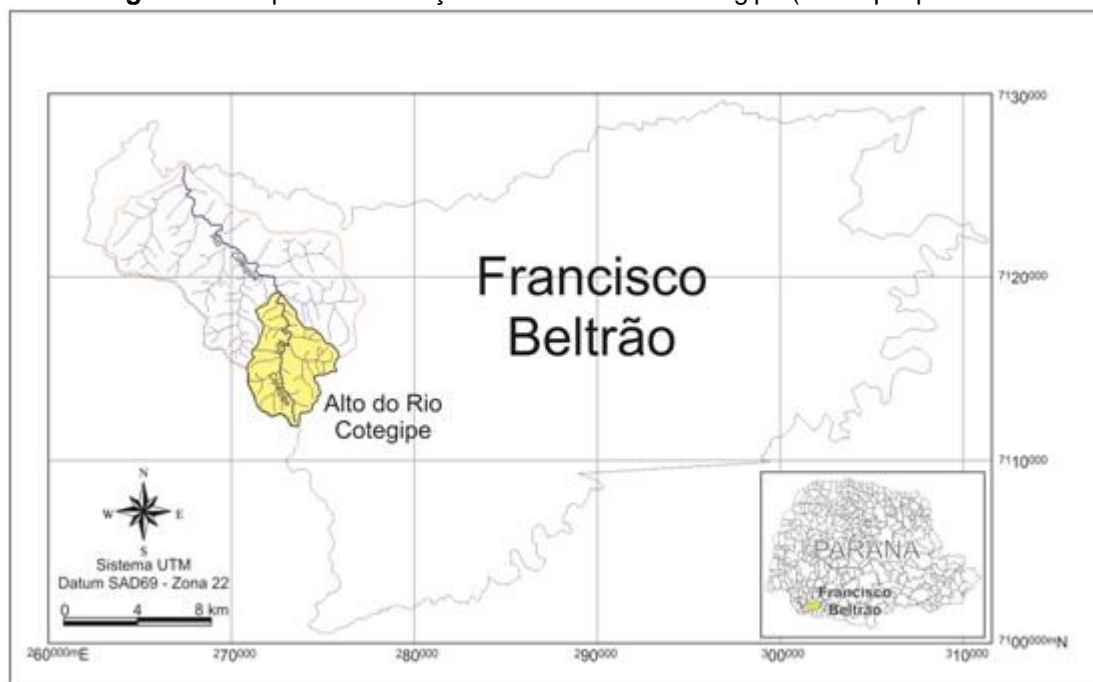 7130000
Francisco
Beltrão
7120000
Alto do Rio
Cotegipe
7110000
N
W E
S
Sistema UTM
Datum SAD69 - Zona 22
0 4 8 km
PARANA
Francisco
Beltrão
7100000mN
260000mE 270000 280000 290000 300000 310000